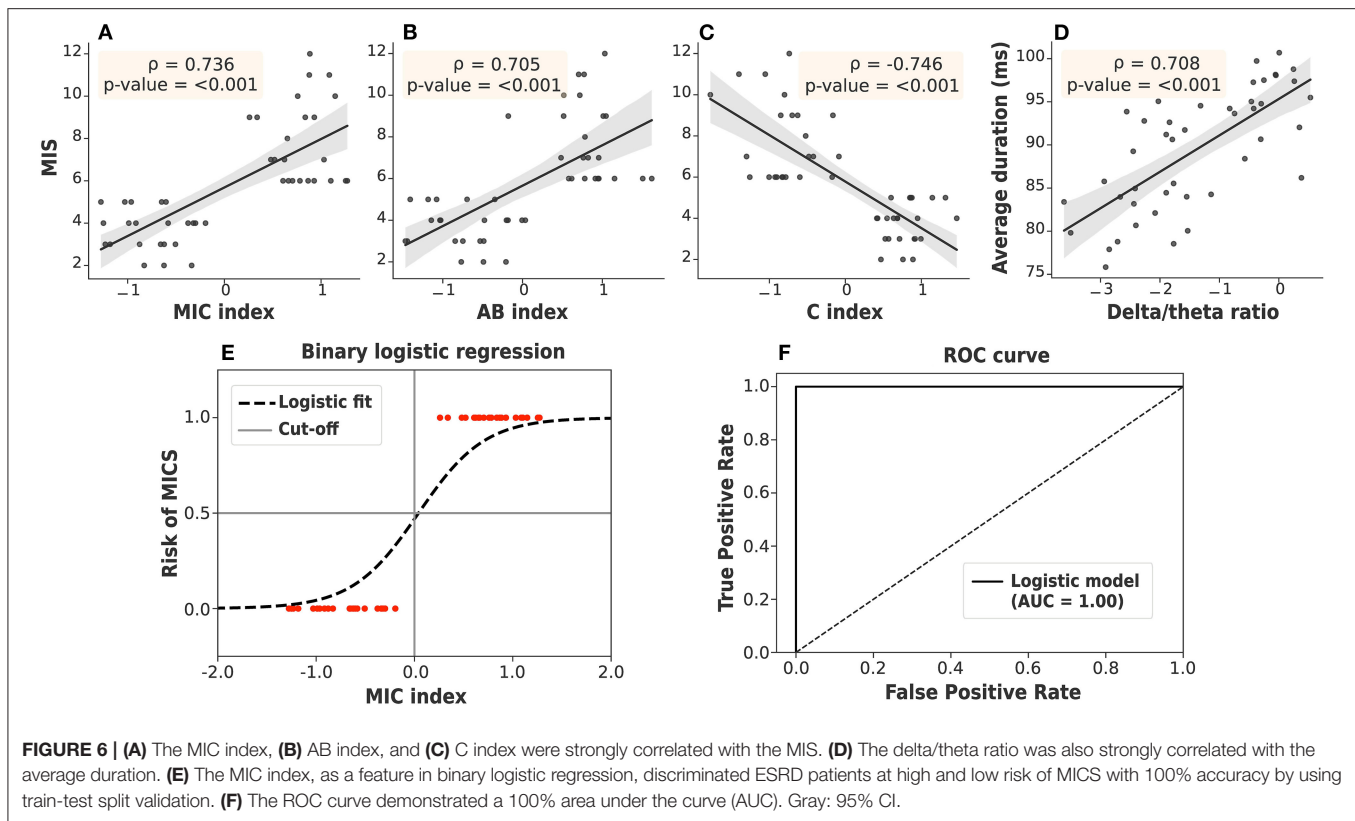 A
ρ = 0.736
p-value = <0.001
MIS
12
10
8
6
4
2
−1
0
1
MIC index
B
ρ = 0.705
p-value = <0.001
12
10
8
6
4
2
−1
0
1
AB index
C
ρ = -0.746
p-value = <0.001
12
10
8
6
4
2
−1
0
1
C index
D
ρ = 0.708
p-value = <0.001
Average duration (ms)
100
95
90
85
80
75
−3
−2
−1
0
Delta/theta ratio
E
Binary logistic regression
Logistic fit
Cut-off
Risk of MICS
1.0
0.5
0.0
-2.0
-1.0
0.0
1.0
2.0
MIC index
F
ROC curve
True Positive Rate
1.0
0.8
0.6
0.4
0.2
0.0
Logistic model
(AUC = 1.00)
0.0
0.2
0.4
0.6
0.8
1.0
False Positive Rate
FIGURE 6 | (A) The MIC index, (B) AB index, and (C) C index were strongly correlated with the MIS. (D) The delta/theta ratio was also strongly correlated with the
average duration. (E) The MIC index, as a feature in binary logistic regression, discriminated ESRD patients at high and low risk of MICS with 100% accuracy by using
train-test split validation. (F) The ROC curve demonstrated a 100% area under the curve (AUC). Gray: 95% CI.